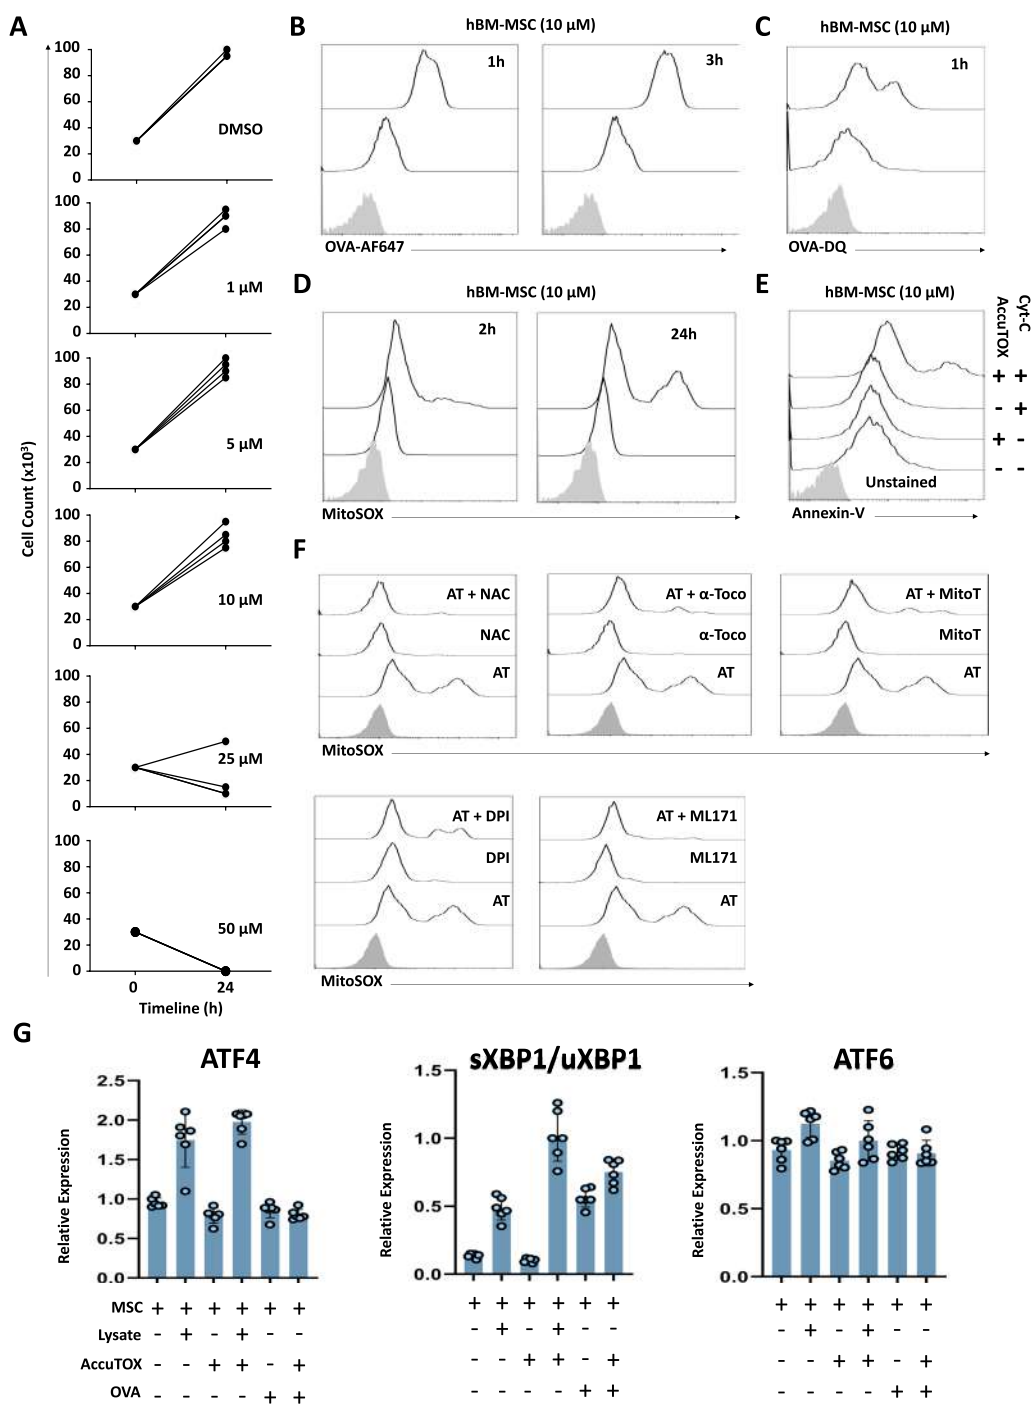 A
Cell Count (x10³)
100
80
60
40
20
0
DMSO
100
80
60
40
20
0
1 µM
100
80
60
40
20
0
5 µM
100
80
60
40
20
0
10 µM
100
80
60
40
20
0
25 µM
100
80
60
40
20
0
50 µM
0 24
Timeline (h)
B
hBM-MSC (10 µM)
1h 3h
OVA-AF647
C
hBM-MSC (10 µM)
1h
OVA-DQ
D
hBM-MSC (10 µM)
2h 24h
MitoSOX
E
hBM-MSC (10 µM)
AccuTOX Cyt-C
+ +
- +
+ -
- -
Unstained
Annexin-V
F
AT + NAC AT + α-Toco AT + MitoT
NAC α-Toco MitoT
AT AT AT
MitoSOX
AT + DPI AT + ML171
DPI ML171
AT AT
MitoSOX
G
ATF4
Relative Expression
2.5
2.0
1.5
1.0
0.5
0.0
sXBP1/uXBP1
Relative Expression
1.5
1.0
0.5
0.0
ATF6
Relative Expression
1.5
1.0
0.5
0.0
MSC + + + + + + + + + + + + + + + + + +
Lysate - + - + - - - + - + - - - + - + - -
AccuTOX - - + + - + - - + + - + - - + + - +
OVA - - - - + + - - - - + + - - - - + +